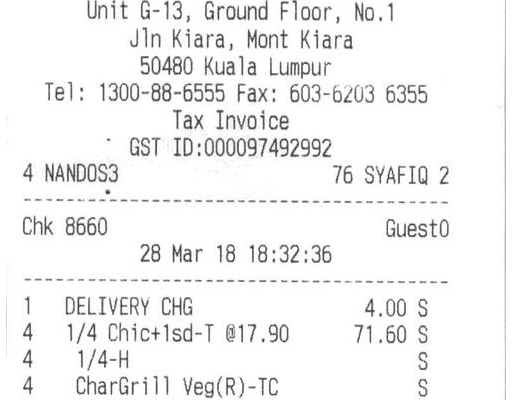 Unit G-13, Ground Floor, No.1
Jln Kiara, Mont Kiara
50480 Kuala Lumpur
Tel: 1300-88-6555 Fax: 603-6203 6355
Tax Invoice
GST ID:000097492992
4 NANDOS3 76 SYAFIQ 2
Chk 8660 Guest0
28 Mar 18 18:32:36
1 DELIVERY CHG 4.00 S
4 1/4 Chic+1sd-T @17.90 71.60 S
4 1/4-H S
4 CharGrill Veg(R)-TC S